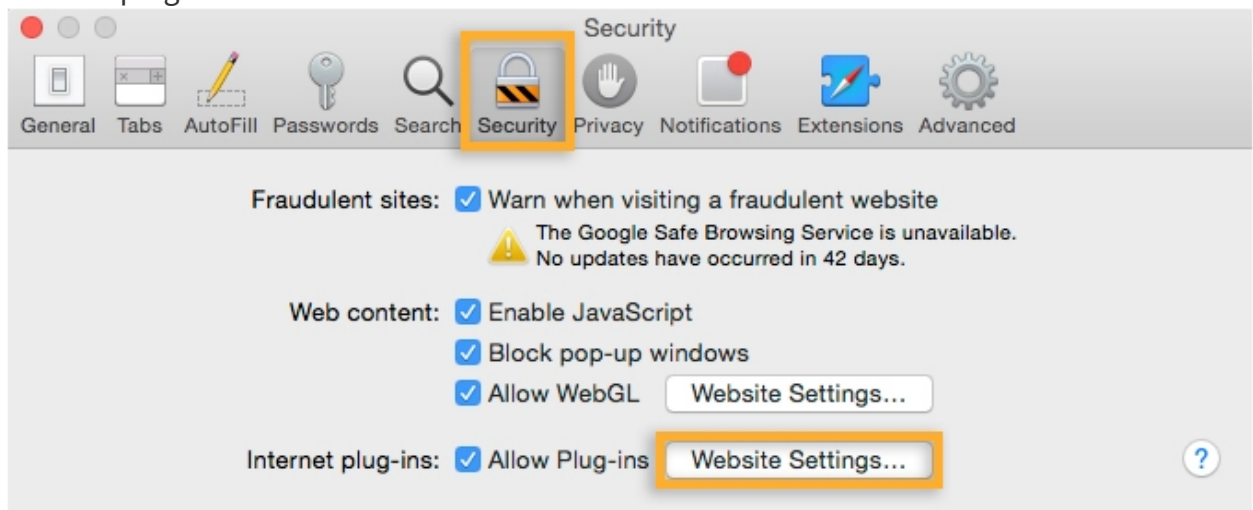 Security
General Tabs AutoFill Passwords Search Security Privacy Notifications Extensions Advanced
Fraudulent sites: Warn when visiting a fraudulent website
The Google Safe Browsing Service is unavailable.
No updates have occurred in 42 days.
Web content: Enable JavaScript
Block pop-up windows
Allow WebGL Website Settings...
Internet plug-ins: Allow Plug-ins Website Settings... ?